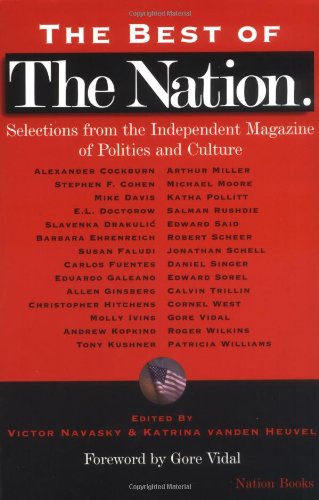 THE BEST OF
The Nation.
Selections from the Independent Magazine
of Politics and Culture
ALEXANDER COCKBURN
STEPHEN F. COHEN
MIKE DAVIS
E.L. DOCTOROW
SLAVENKA DRAKULIĆ
BARBARA EHRENREICH
SUSAN FALUDI
CARLOS FUENTES
EDUARDO GALEANO
ALLEN GINSBERG
CHRISTOPHER HITCHENS
MOLLY IVINS
ANDREW KOPKIND
TONY KUSHNER
ARTHUR MILLER
MICHAEL MOORE
KATHA POLLITT
SALMAN RUSHDIE
EDWARD SAID
ROBERT SCHEER
JONATHAN SCHELL
DANIEL SINGER
EDWARD SOREL
CALVIN TRILLIN
CORNEL WEST
GORE VIDAL
ROGER WILKINS
PATRICIA WILLIAMS
EDITED BY
VICTOR NAVASKY & KATRINA VANDEN HEUVEL
Foreword by Gore Vidal
Nation Books